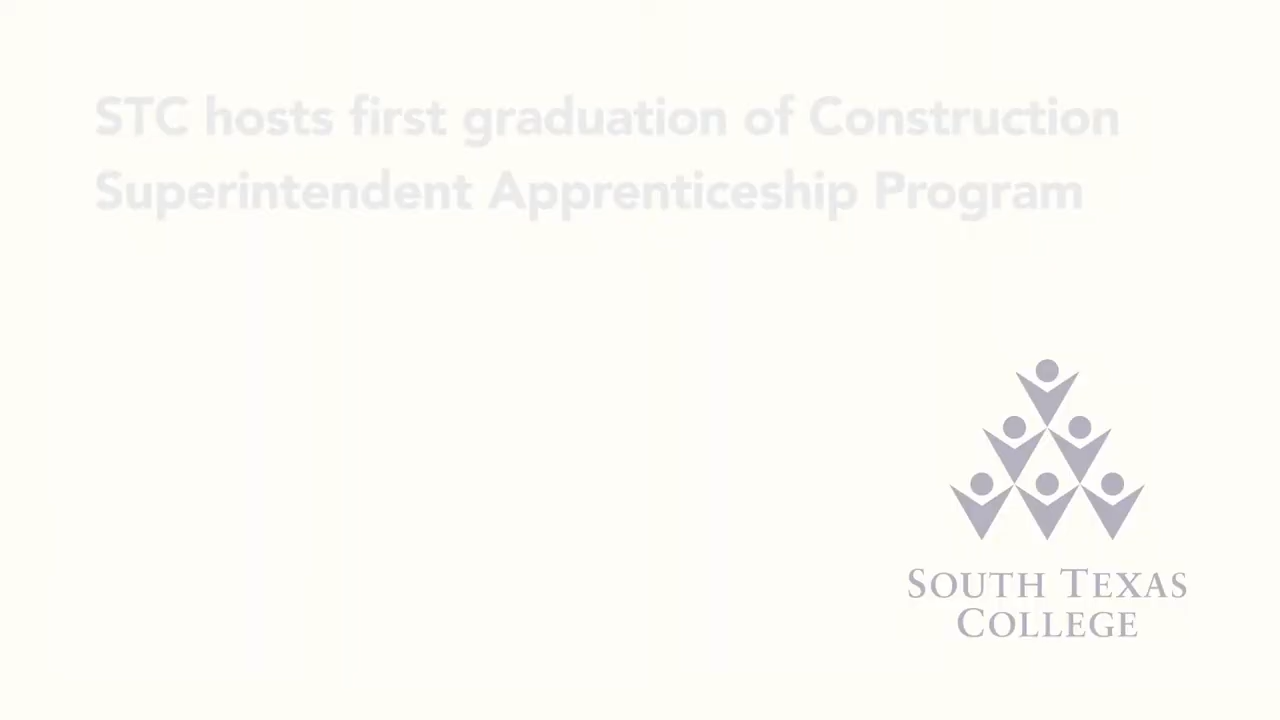 STC hosts first graduation of Construction
Superintendent Apprenticeship Program
SOUTH TEXAS
COLLEGE